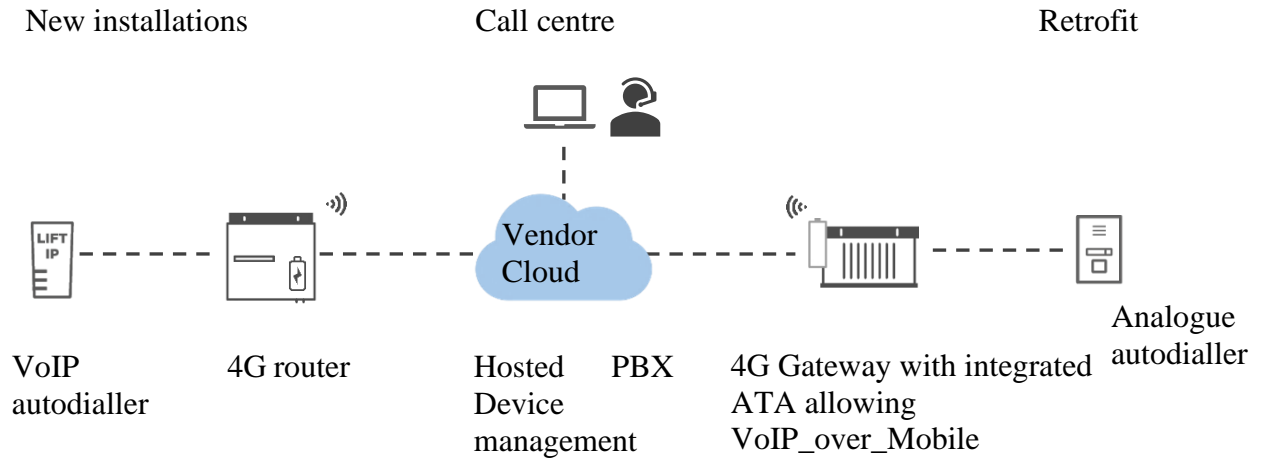 New installations
Call centre
Retrofit
LIFT
IP
Vendor
Cloud
VoIP
autodialler
4G router
Hosted PBX
Device
management
4G Gateway with integrated
ATA allowing
VoIP_over_Mobile
Analogue
autodialler